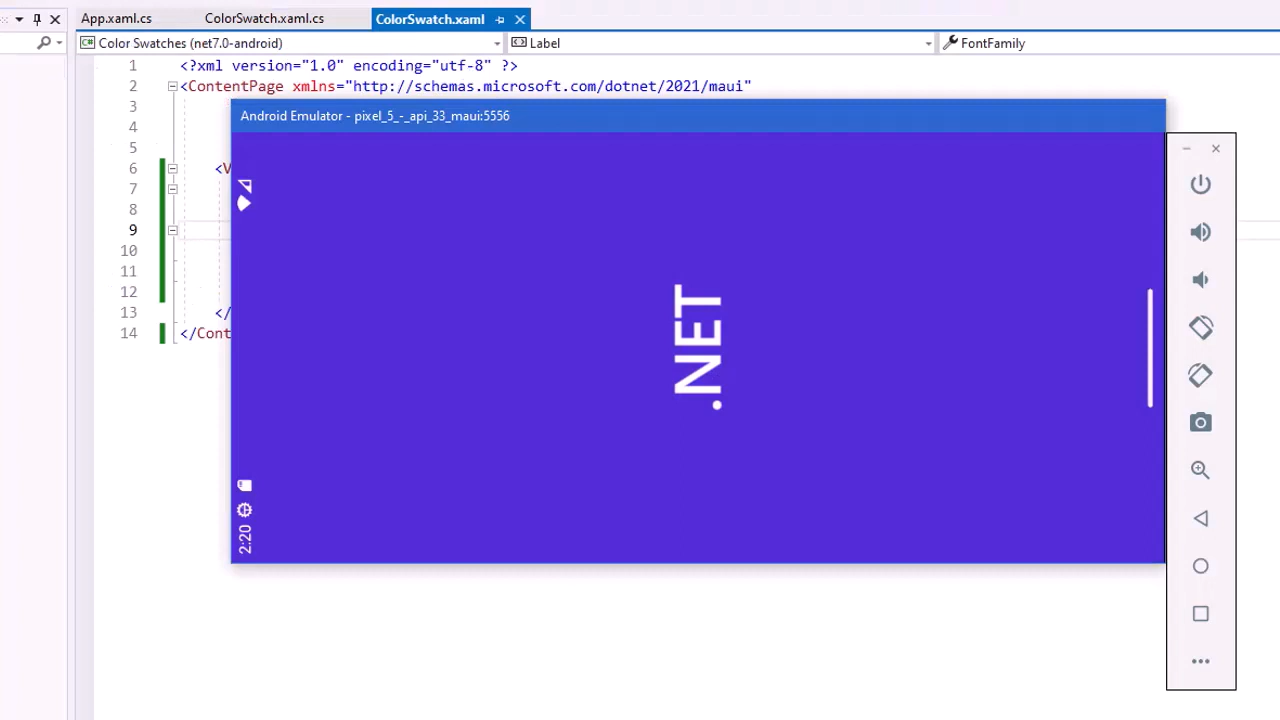 App.xaml.cs
ColorSwatch.xaml.cs
ColorSwatch.xaml
C# Color Swatches (net7.0-android)
Label
FontFamily
1 <?xml version="1.0" encoding="utf-8" ?>
2 <ContentPage xmlns="http://schemas.microsoft.com/dotnet/2021/maui"
3
Android Emulator - pixel_5_-_api_33_maui:5556
4
5
6 <V
7
8
9
10
11
12
13 </
14 </Cont
.NET
2:20